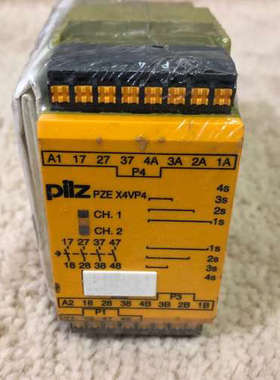 A1 17 27 37 4A 3A 2A 1A
P4
pilz PZE X4VP4
4s
3s
2s
1s
CH. 1
CH. 2
17 27 37 47
18 28 38 48
1s
2s
3s
4s
P3
A2 18 28 38 4B 3B 2B 1B
P1